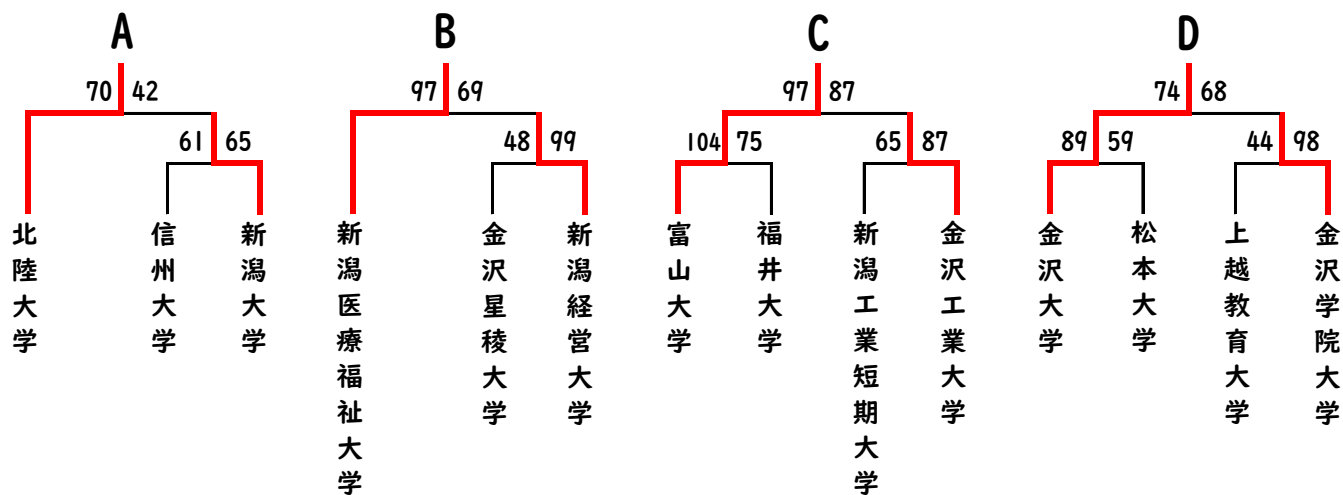 A
70 42
61 65
北陸大学
信州大学
新潟大学
B
97 69
48 99
新潟医療福祉大学
金沢星稜大学
新潟経営大学
C
97 87
104 75
65 87
富山大学
福井大学
新潟工業短期大学
金沢工業大学
D
74 68
89 59
44 98
金沢大学
松本大学
上越教育大学
金沢学院大学